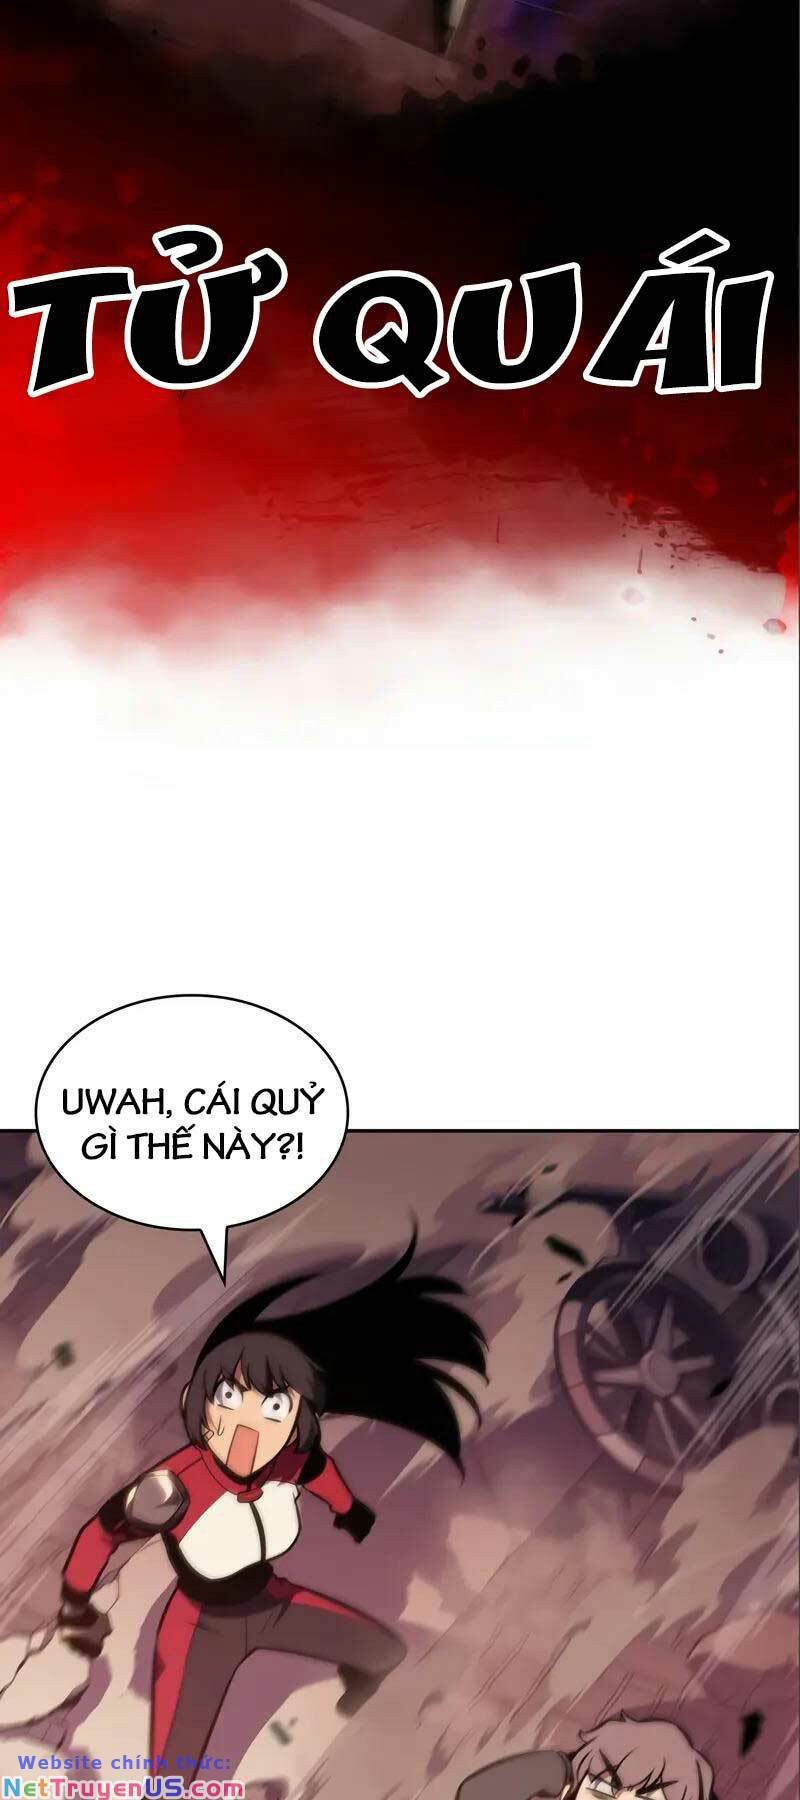 TỬ QUÁI
UWAH, CÁI QUỶ
GÌ THẾ NÀY?!
Website chính thức:
NetTruyenUS.com